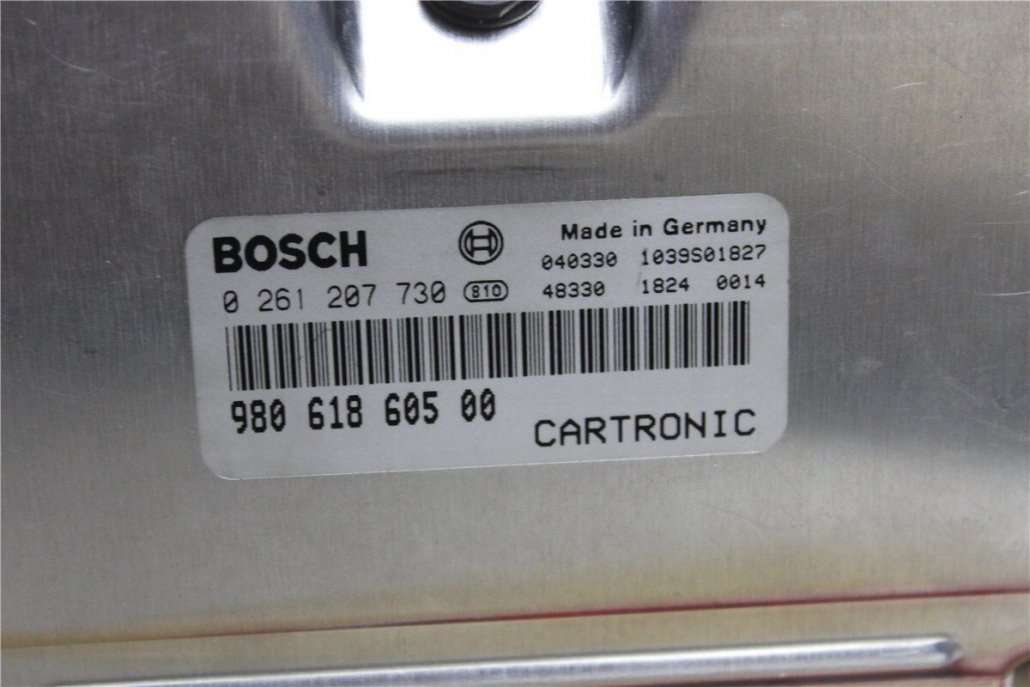 BOSCH
Made in Germany
040330 1039S01827
0 261 207 730 810 48330 1824 0014
980 618 605 00
CARTRONIC